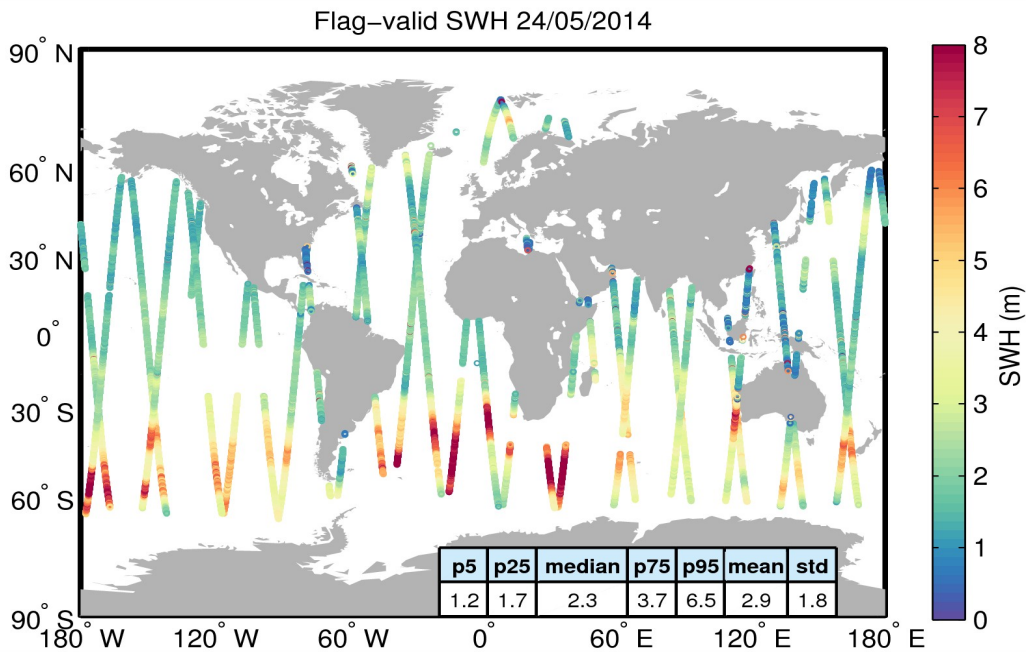 Flag−valid SWH 24/05/2014
90° N
60° N
30° N
0°
30° S
60° S
90° S
180° W
120° W
60° W
0°
60° E
120° E
180° E
p5 p25 median p75 p95 mean std
1.2 1.7 2.3 3.7 6.5 2.9 1.8
8
7
6
5
4
3
2
1
0
SWH (m)